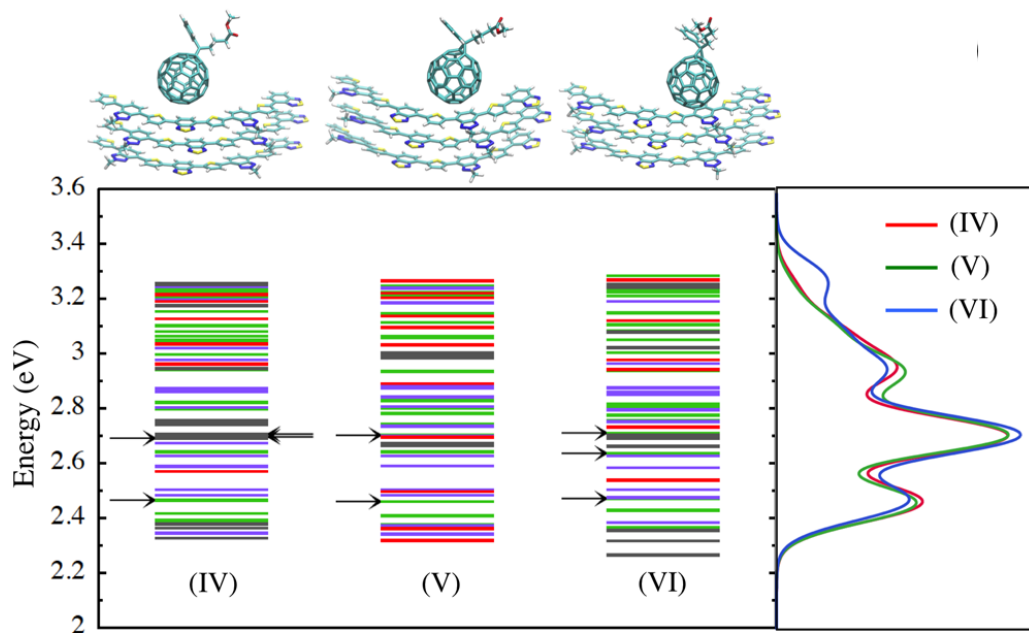 3.6
3.4
3.2
3
2.8
2.6
2.4
2.2
2
Energy (eV)
(IV)
(V)
(VI)
(IV)
(V)
(VI)